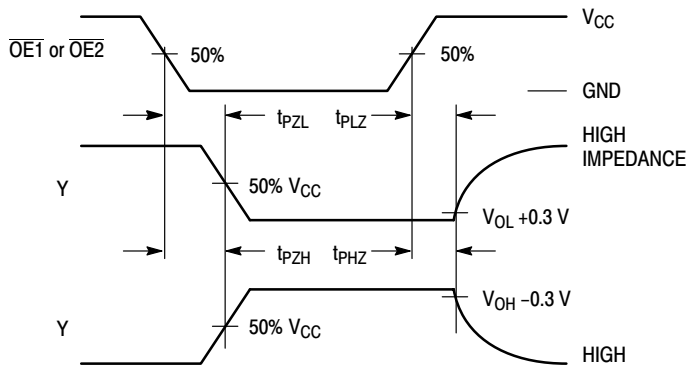 V_CC
OE1 or OE2
50%
50%
GND
t_PZL
t_PLZ
HIGH
IMPEDANCE
Y
50% V_CC
V_OL +0.3 V
t_PZH
t_PHZ
V_OH −0.3 V
Y
50% V_CC
HIGH